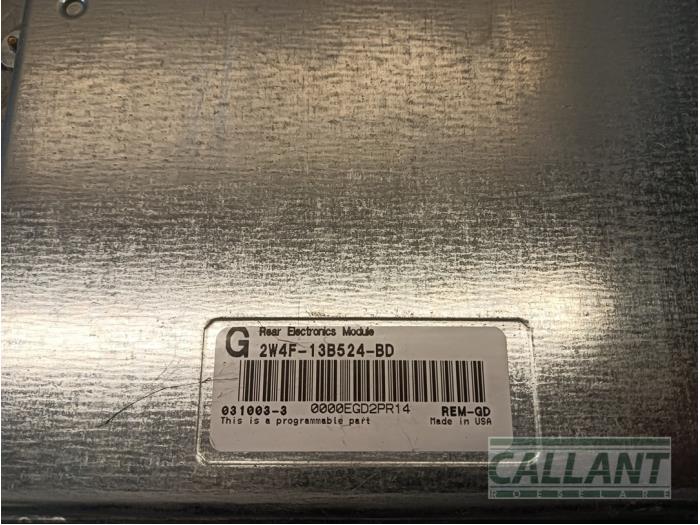 G Rear Electronics Module
2W4F-13B524-BD
031003-3 0000EGD2PR14 REM-GD
This is a programmable part Made in USA
CALLANT
ROESELARE